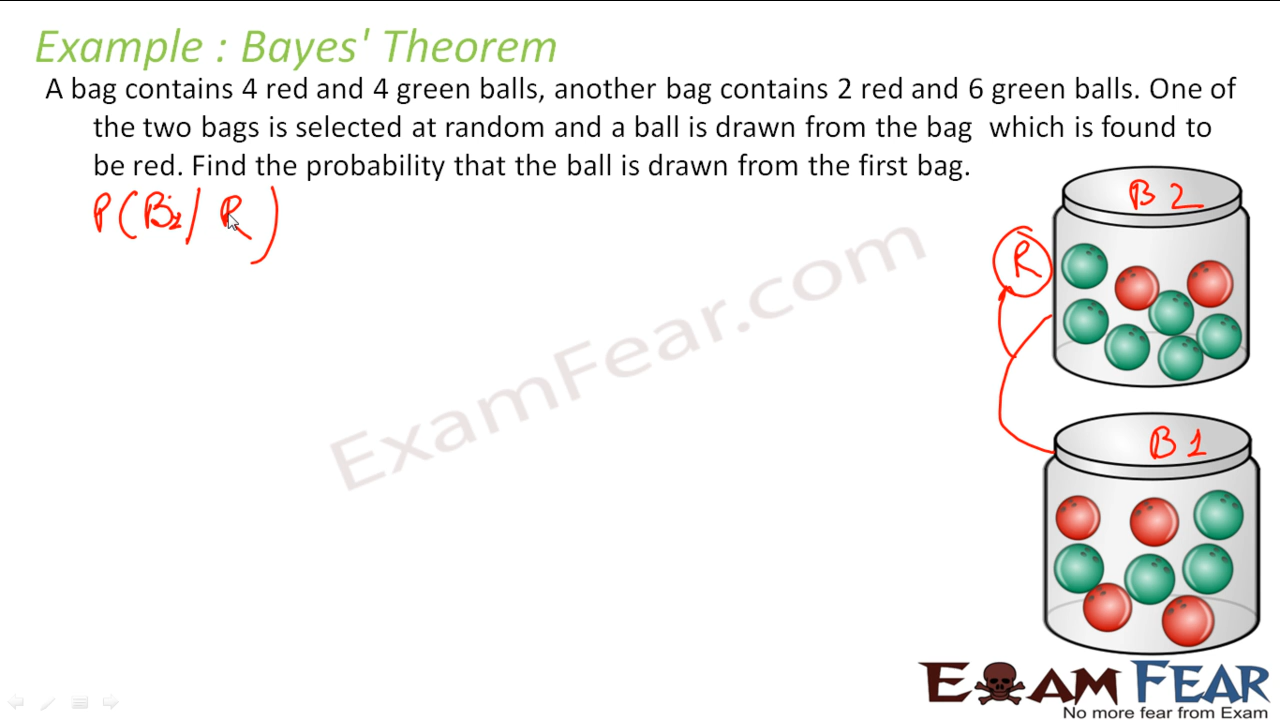 Example : Bayes' Theorem
A bag contains 4 red and 4 green balls, another bag contains 2 red and 6 green balls. One of
the two bags is selected at random and a ball is drawn from the bag which is found to
be red. Find the probability that the ball is drawn from the first bag.
P(B2/R)
B 2
R
B 1
ExamFear.com
EXAM FEAR
No more fear from Exam